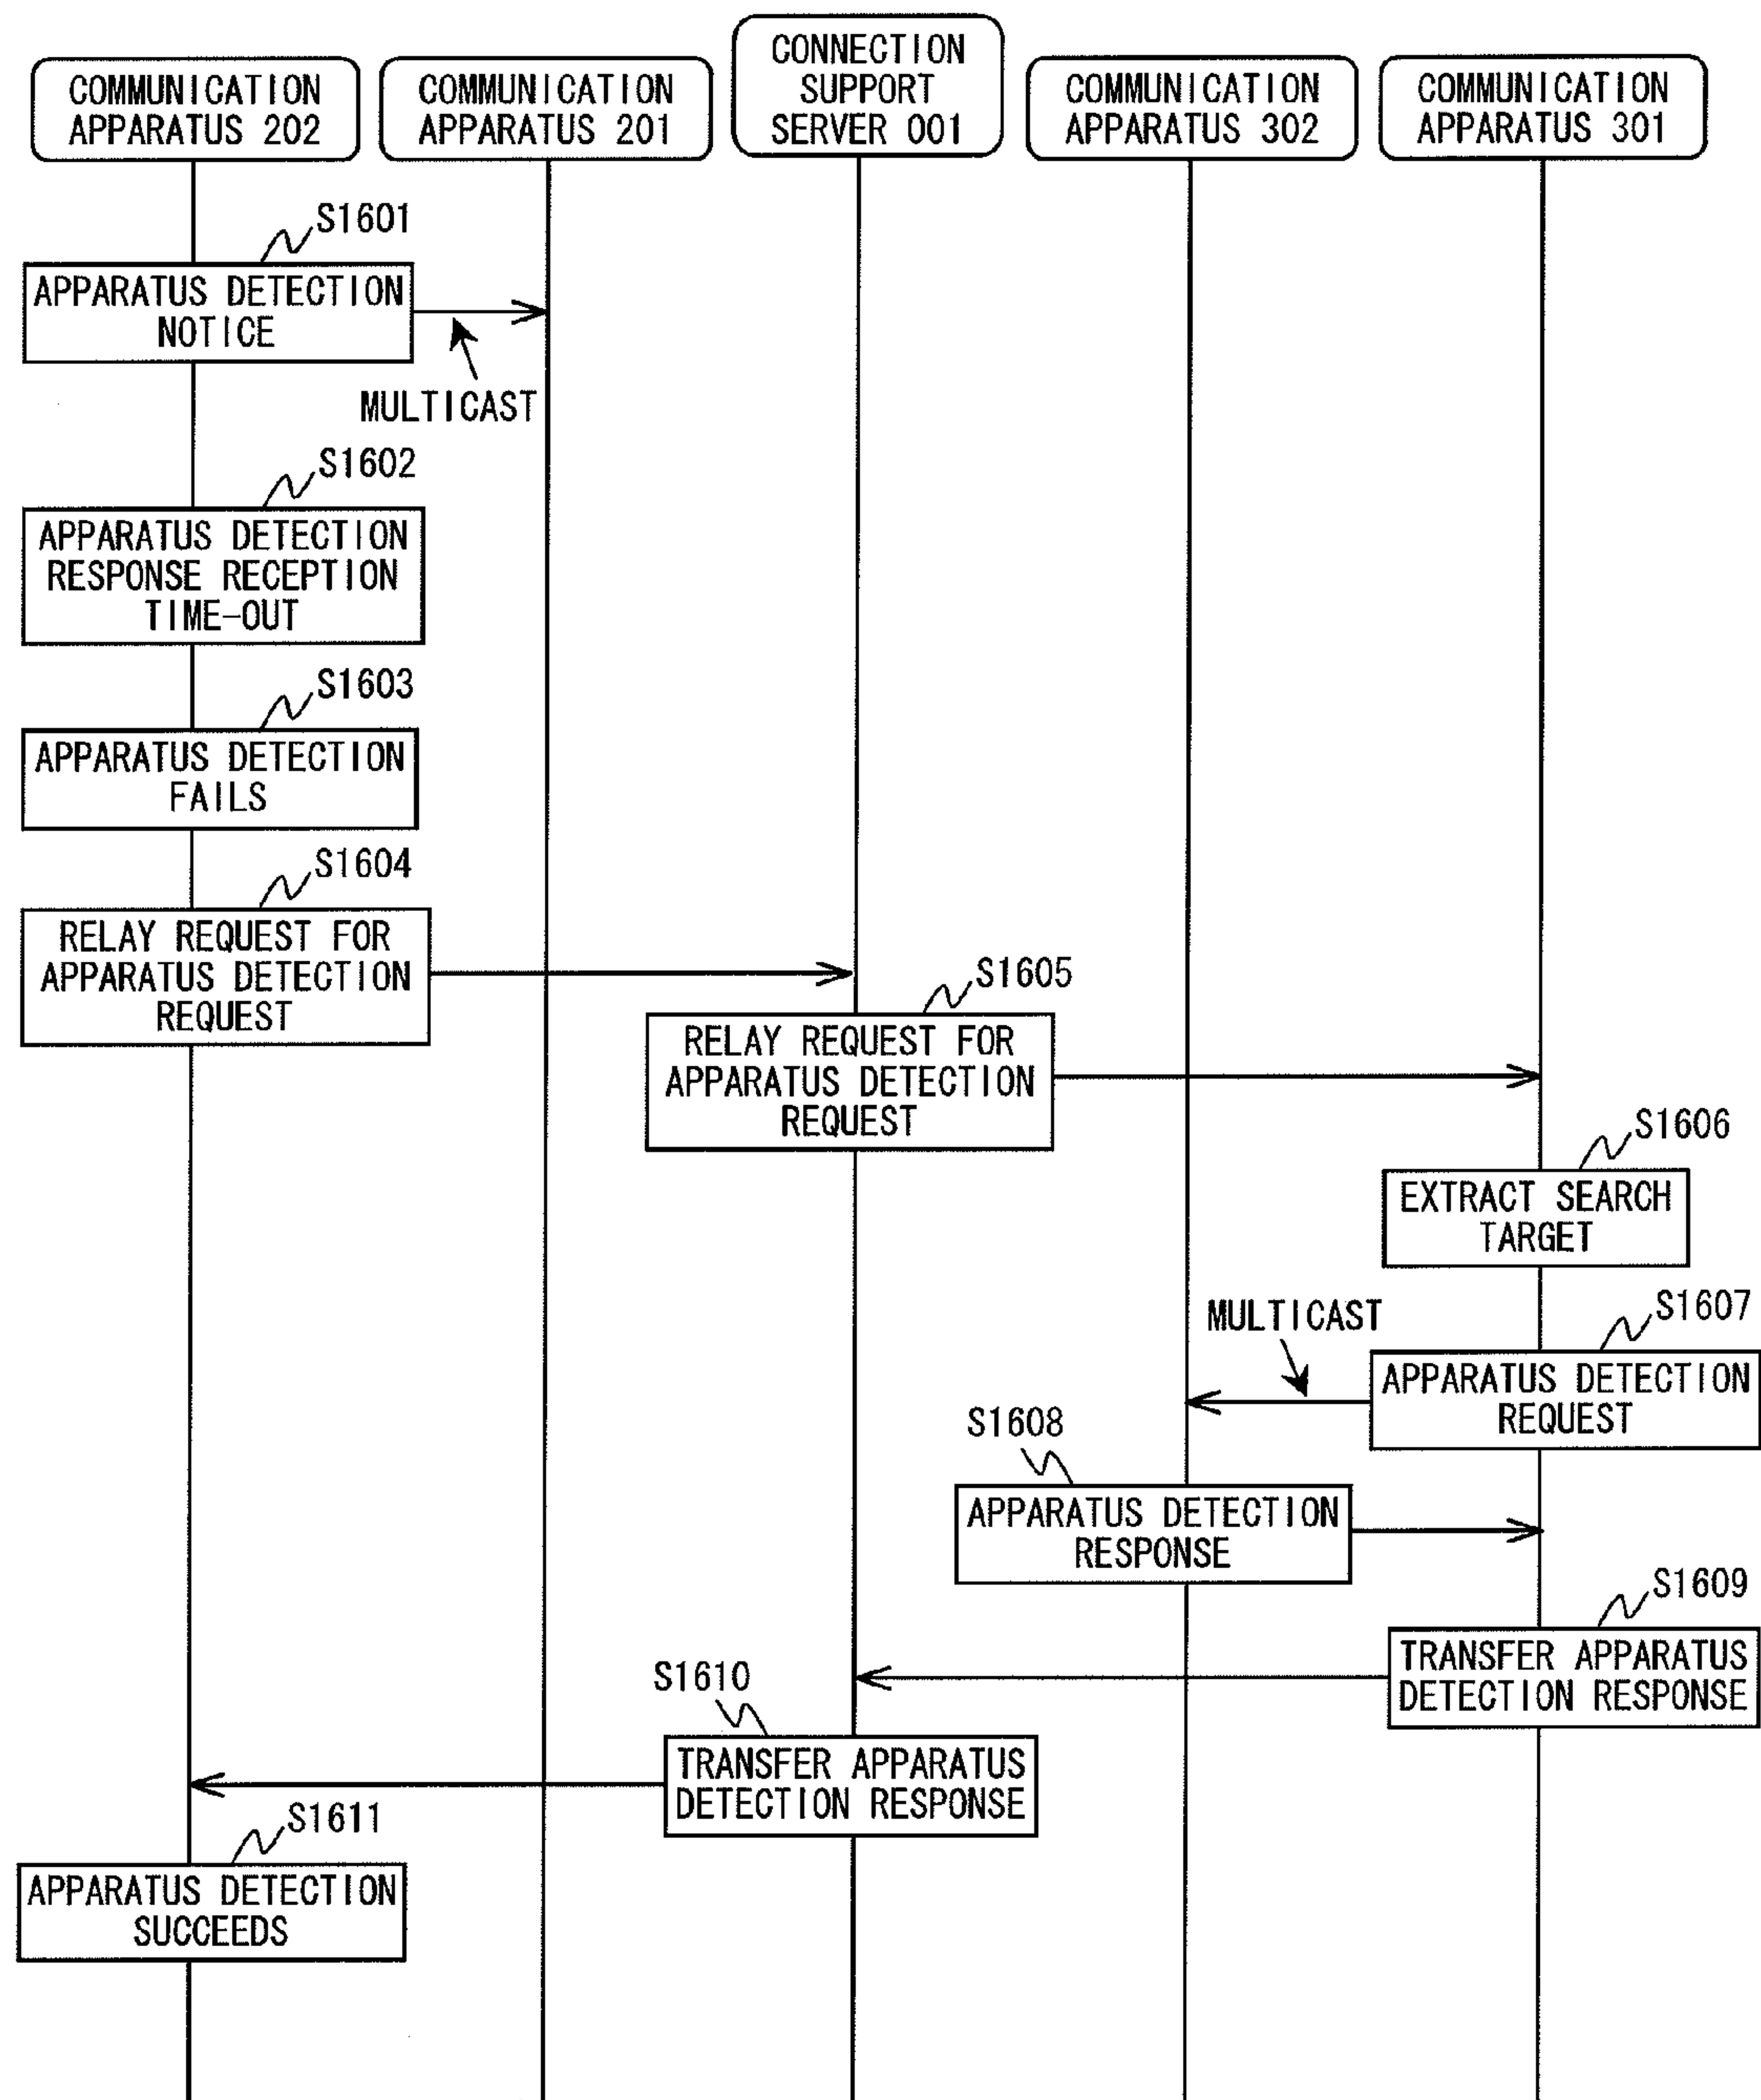 COMMUNICATION
APPARATUS 202
COMMUNICATION
APPARATUS 201
CONNECTION
SUPPORT
SERVER 001
COMMUNICATION
APPARATUS 302
COMMUNICATION
APPARATUS 301
S1601
APPARATUS DETECTION
NOTICE
MULTICAST
S1602
APPARATUS DETECTION
RESPONSE RECEPTION
TIME-OUT
S1603
APPARATUS DETECTION
FAILS
S1604
RELAY REQUEST FOR
APPARATUS DETECTION
REQUEST
S1605
RELAY REQUEST FOR
APPARATUS DETECTION
REQUEST
S1606
EXTRACT SEARCH
TARGET
S1607
MULTICAST
APPARATUS DETECTION
REQUEST
S1608
APPARATUS DETECTION
RESPONSE
S1609
TRANSFER APPARATUS
DETECTION RESPONSE
S1610
TRANSFER APPARATUS
DETECTION RESPONSE
S1611
APPARATUS DETECTION
SUCCEEDS